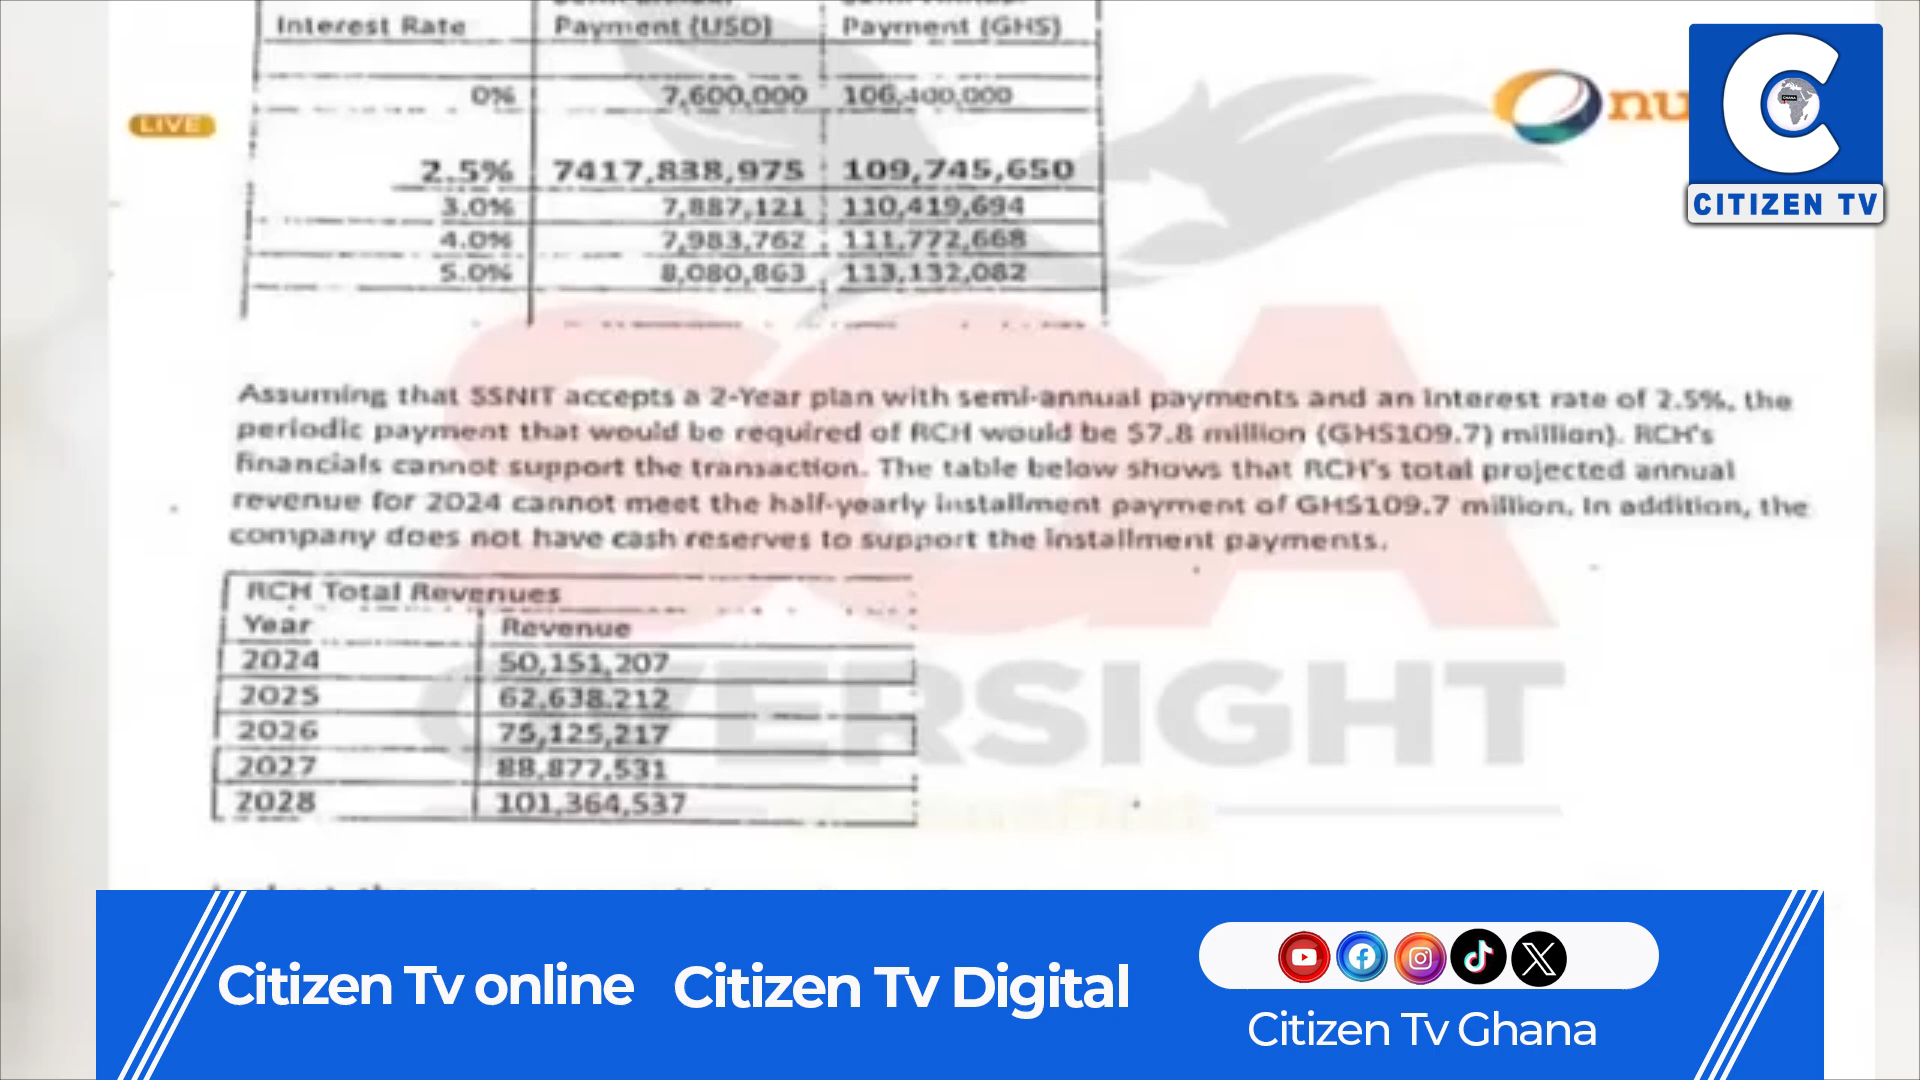 Interest Rate Payment (USD) Payment (GHS)
0% 7,600,000 106,400,000
2.5% 7417,838,975 109,745,650
3.0% 7,887,121 110,419,694
4.0% 7,983,762 111,772,668
5.0% 8,080,863 113,132,082
LIVE
nu
CITIZEN TV
SOA
OVERSIGHT
Assuming that SSNIT accepts a 2-Year plan with semi-annual payments and an interest rate of 2.5%, the
periodic payment that would be required of RCH would be $7.8 million (GHS109.7) million). RCH's
financials cannot support the transaction. The table below shows that RCH's total projected annual
revenue for 2024 cannot meet the half-yearly installment payment of GHS109.7 million. In addition, the
company does not have cash reserves to support the installment payments.
RCH Total Revenues
Year Revenue
2024 50,151,207
2025 62,638,212
2026 75,125,217
2027 88,877,531
2028 101,364,537
Citizen Tv online Citizen Tv Digital
Citizen Tv Ghana